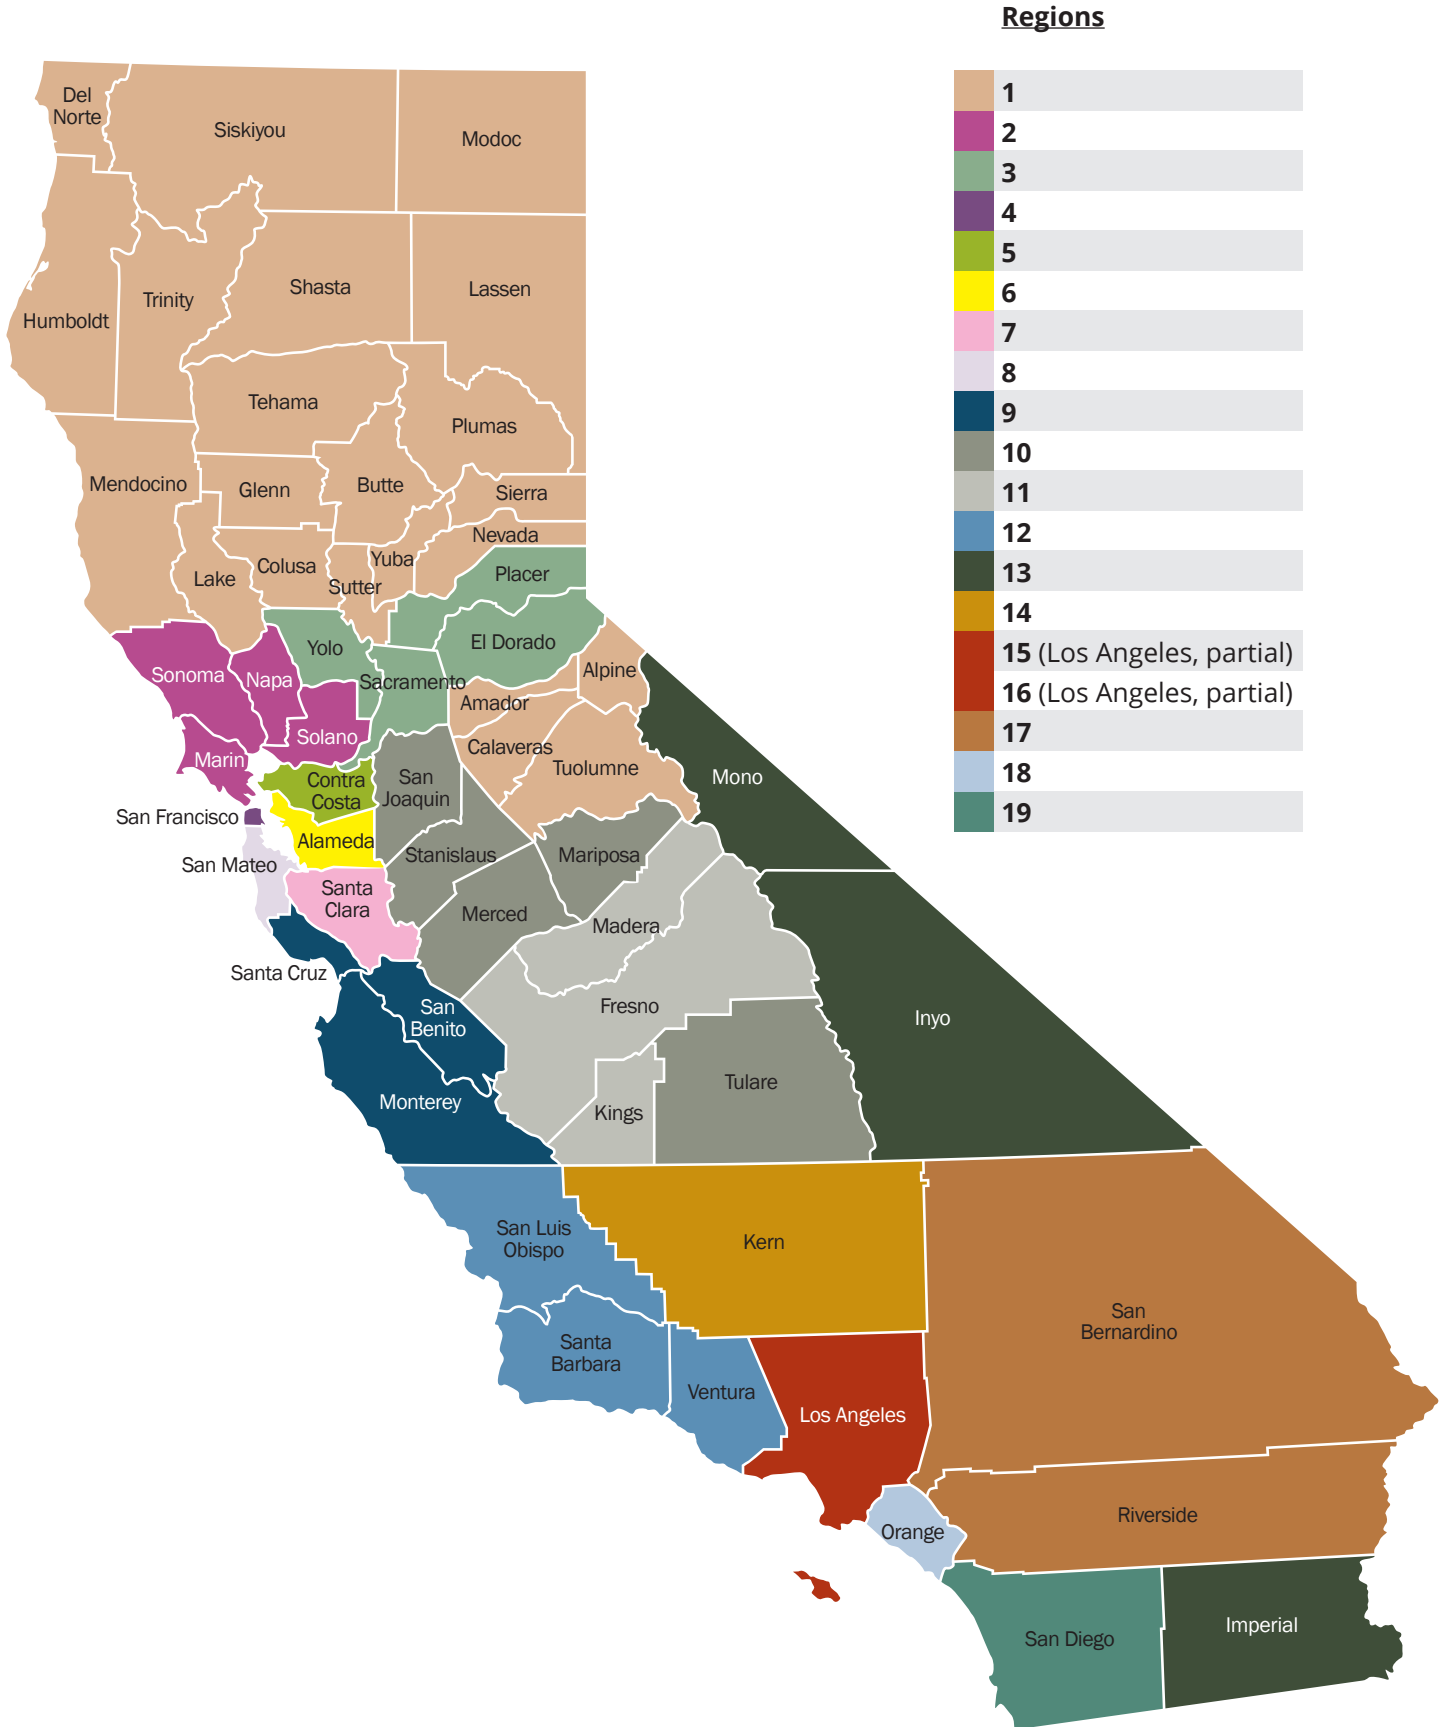 Regions
1
2
3
4
5
6
7
8
9
10
11
12
13
14
15 (Los Angeles, partial)
16 (Los Angeles, partial)
17
18
19
Del
Norte
Siskiyou
Modoc
Humboldt
Trinity
Shasta
Lassen
Tehama
Plumas
Mendocino
Glenn
Butte
Sierra
Nevada
Lake
Colusa
Sutter
Yuba
Placer
El Dorado
Yolo
Sonoma
Napa
Sacramento
Alpine
Amador
Solano
Marin
Calaveras
Tuolumne
Contra
Costa
San
Joaquin
Mono
San Francisco
Alameda
San Mateo
Stanislaus
Mariposa
Santa
Clara
Merced
Madera
Santa Cruz
San
Benito
Fresno
Inyo
Monterey
Kings
Tulare
San Luis
Obispo
Kern
San
Bernardino
Santa
Barbara
Ventura
Los Angeles
Orange
Riverside
San Diego
Imperial